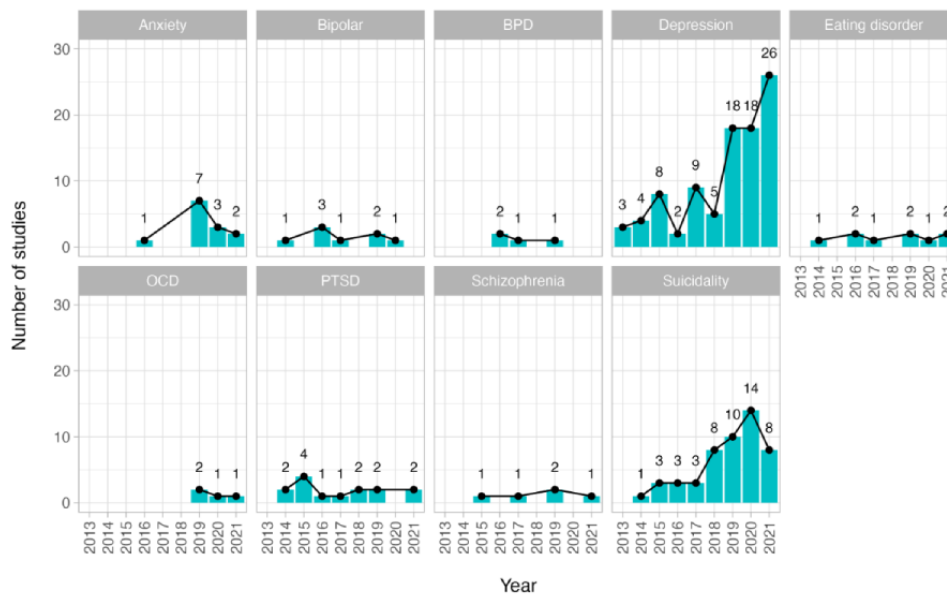 Anxiety Bipolar BPD Depression Eating disorder
30
20
10
0
1 7 3 2
1 3 1 2 1
2 1 1
3 4 8 2 9 5 18 18 26
1 2 1 2 1 2
2013 2014 2015 2016 2017 2018 2019 2020 2021
OCD PTSD Schizophrenia Suicidality
30
20
10
0
2 1 1
2 4 1 1 2 2 2
1 1 2 1
1 3 3 3 8 10 14 8
2013 2014 2015 2016 2017 2018 2019 2020 2021
2013 2014 2015 2016 2017 2018 2019 2020 2021
2013 2014 2015 2016 2017 2018 2019 2020 2021
2013 2014 2015 2016 2017 2018 2019 2020 2021
Number of studies
Year